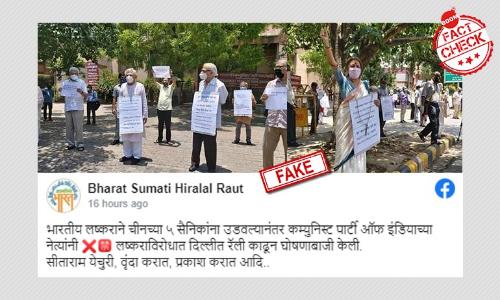 BOOM
FACT
CHECK
FAKE
Bharat Sumati Hiralal Raut
16 hours ago
भारतीय लष्कराने चीनच्या ५ सैनिकांना उडवल्यानंतर कम्युनिस्ट पार्टी ऑफ इंडियाच्या
नेत्यांनी ❌🈲 लष्कराविरोधात दिल्लीत रॅली काढून घोषणाबाजी केली.
सीताराम येचुरी, वृंदा करात, प्रकाश करात आदि..